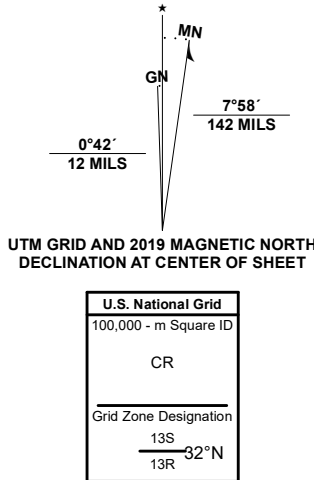 ★
MN
GN
7°58´
142 MILS
0°42´
12 MILS
UTM GRID AND 2019 MAGNETIC NORTH
DECLINATION AT CENTER OF SHEET
U.S. National Grid
100,000 - m Square ID
CR
Grid Zone Designation
13S
32°N
13R